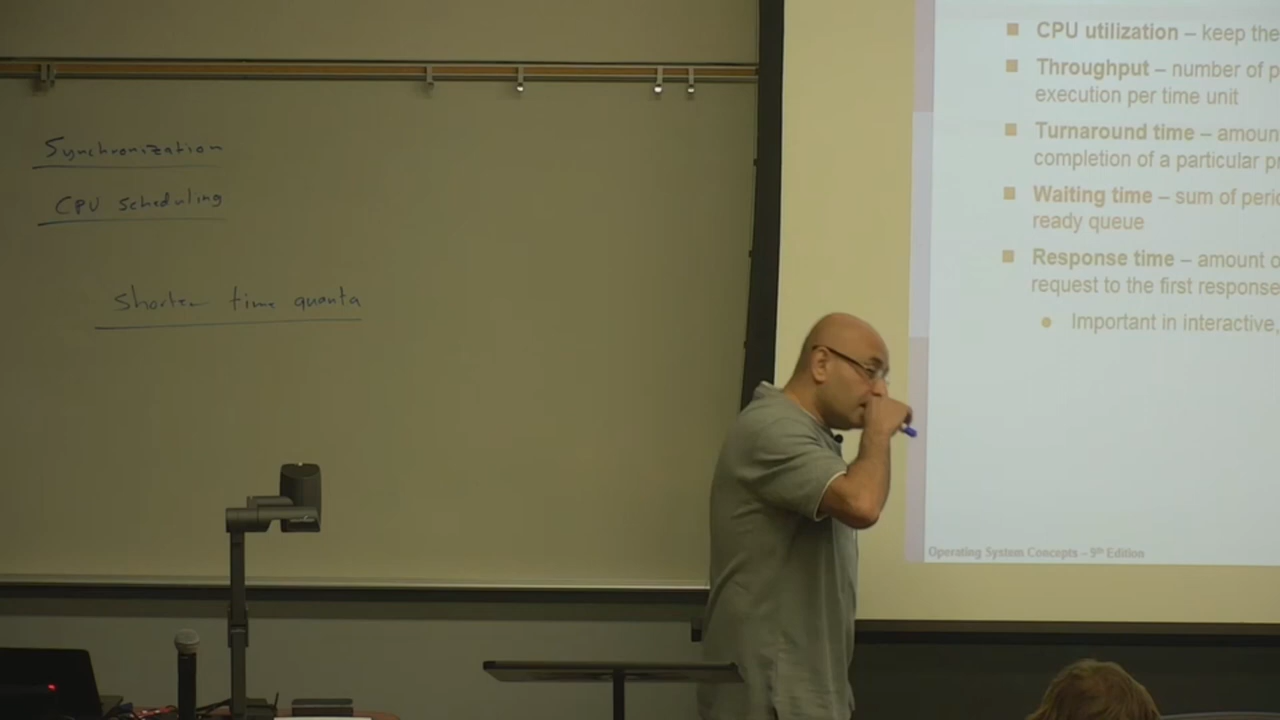 Synchronization
CPU Scheduling
Shorter time quanta
CPU utilization – keep the
Throughput – number of p
execution per time unit
Turnaround time – amoun
completion of a particular pr
Waiting time – sum of perio
ready queue
Response time – amount o
request to the first response
Important in interactive
Operating System Concepts – 9th Edition